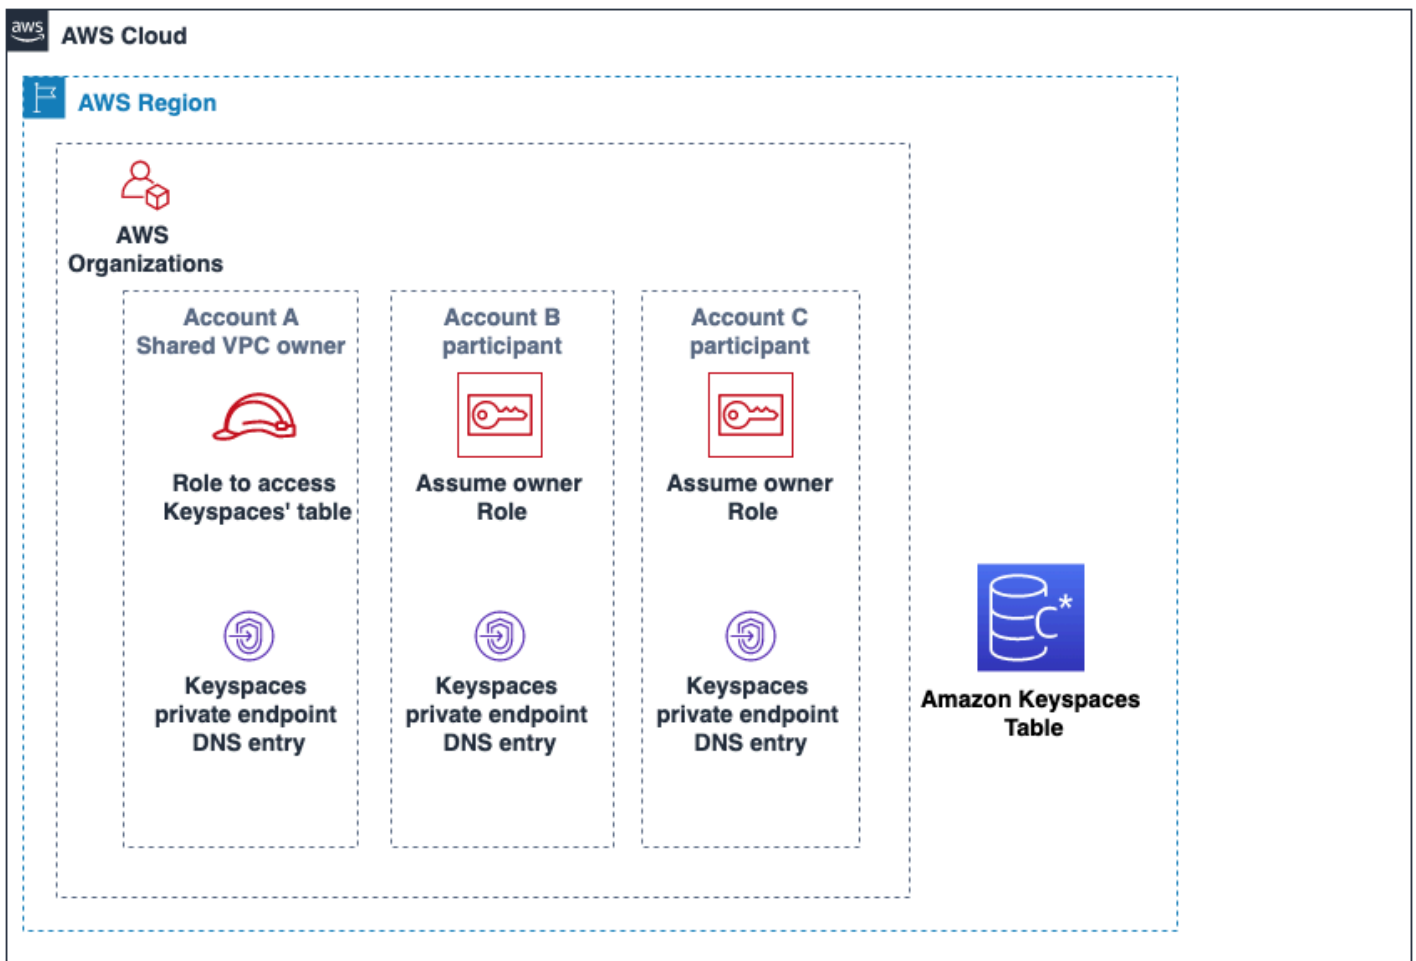 aws
AWS Cloud
AWS Region
AWS
Organizations
Account A
Shared VPC owner
Role to access
Keyspaces' table
Keyspaces
private endpoint
DNS entry
Account B
participant
Assume owner
Role
Keyspaces
private endpoint
DNS entry
Account C
participant
Assume owner
Role
Keyspaces
private endpoint
DNS entry
C*
Amazon Keyspaces
Table